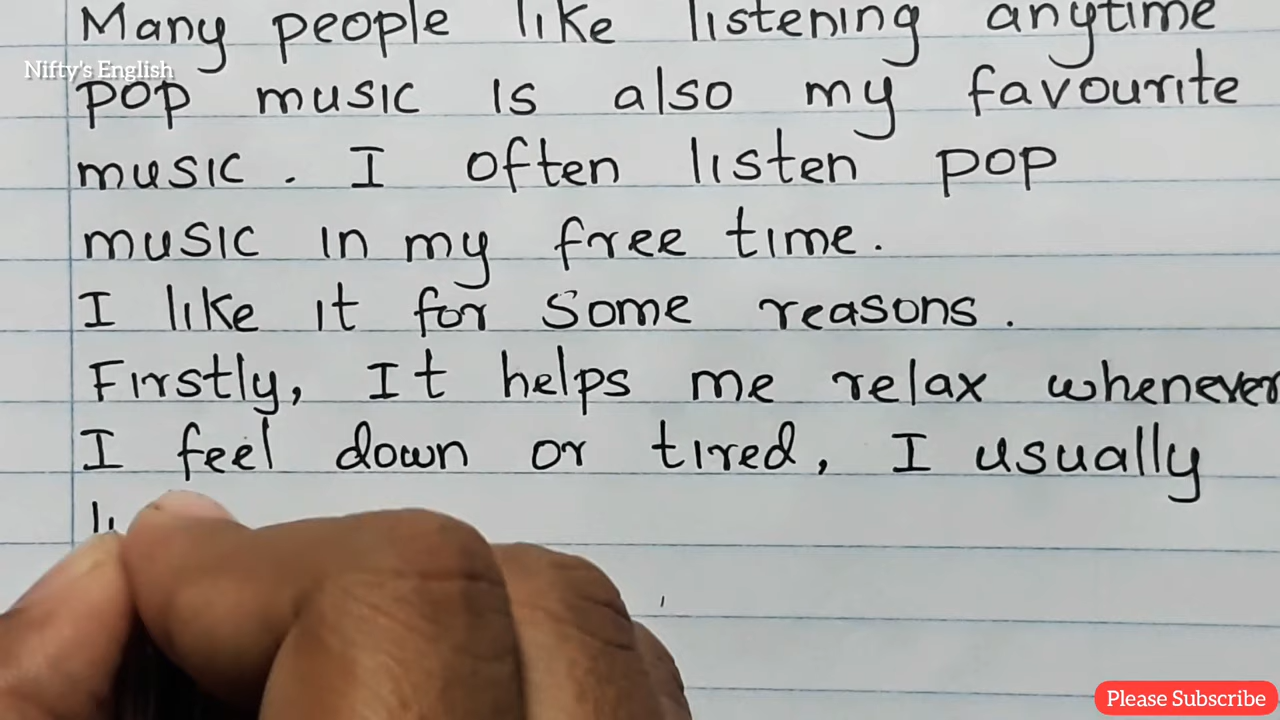 Many people like listening anytime
Nifty's English
pop music is also my favourite
music. I often listen pop
music in my free time.
I like it for some reasons.
Firstly, It helps me relax whenever
I feel down or tired, I usually
Please Subscribe